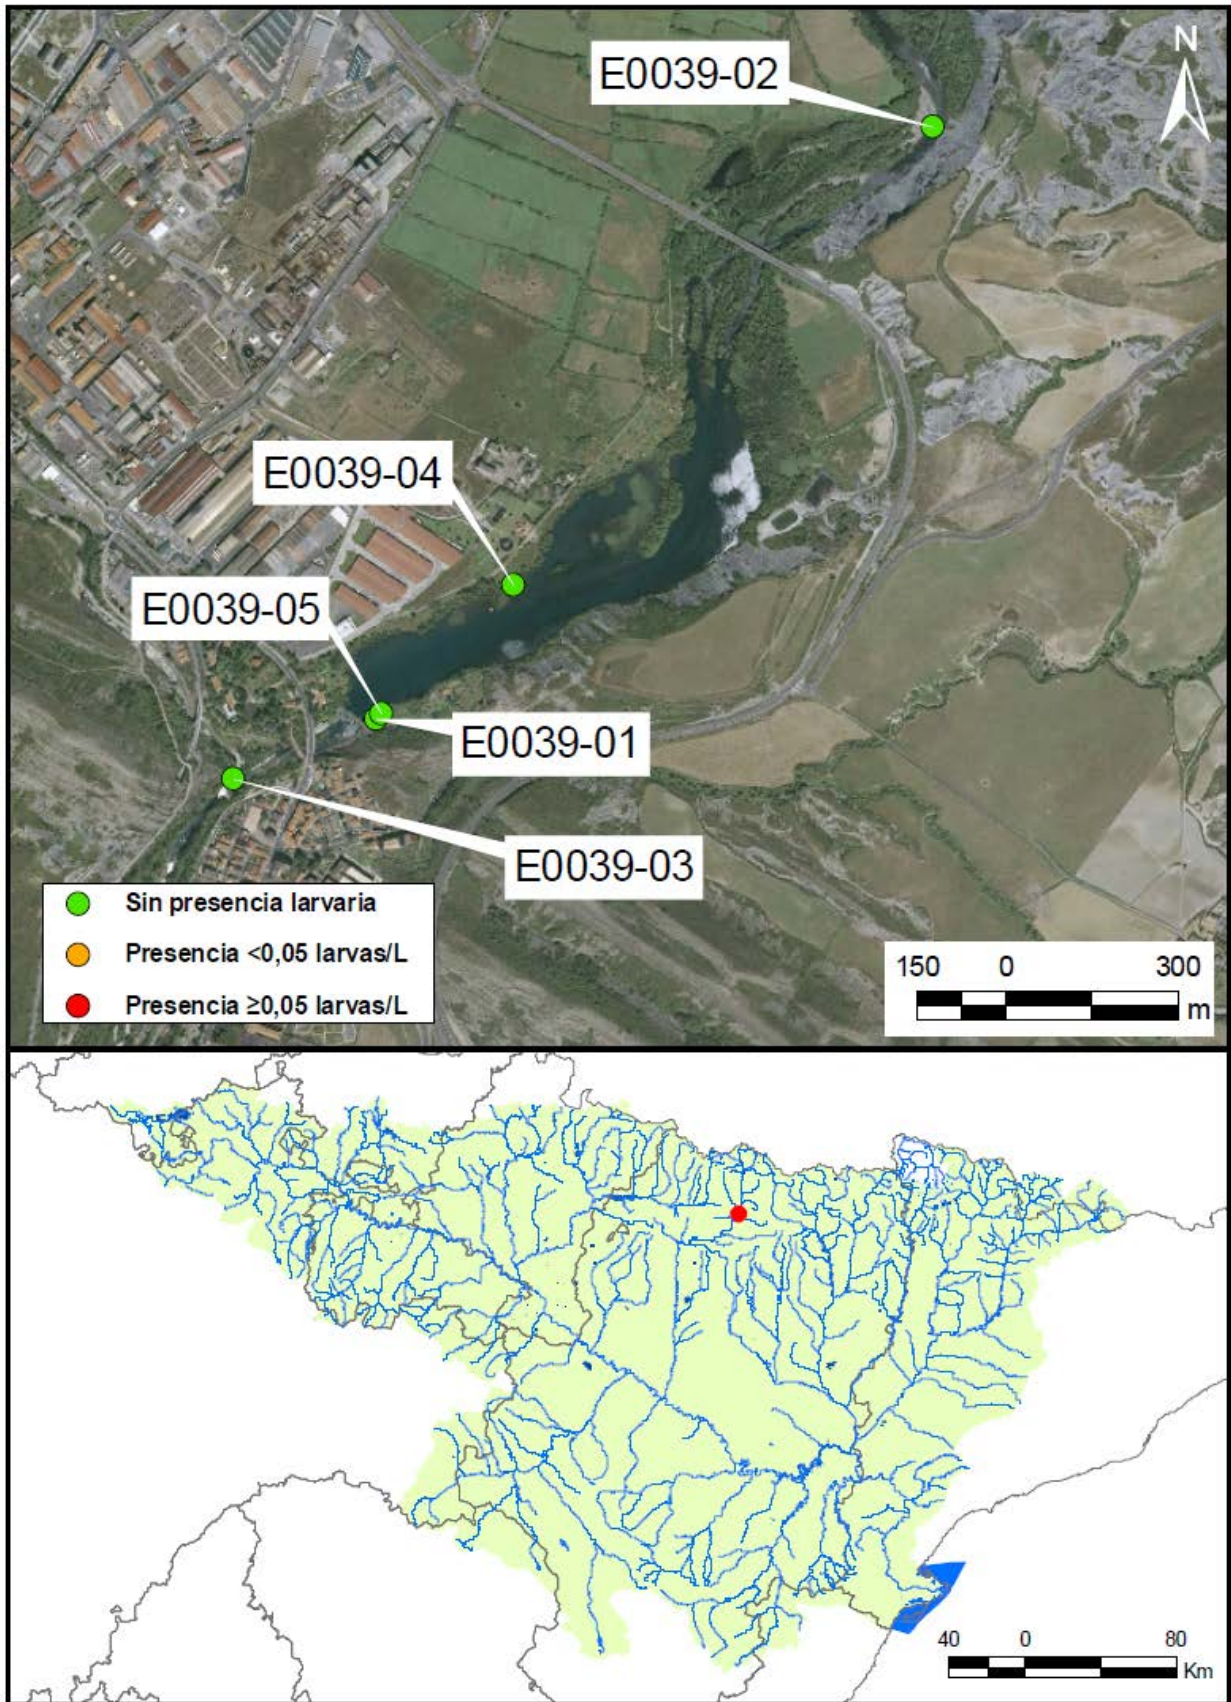 E0039-02
N
E0039-04
E0039-05
E0039-01
E0039-03
Sin presencia larvaria
Presencia <0,05 larvas/L
Presencia ≥0,05 larvas/L
150 0 300
m
40 0 80
Km